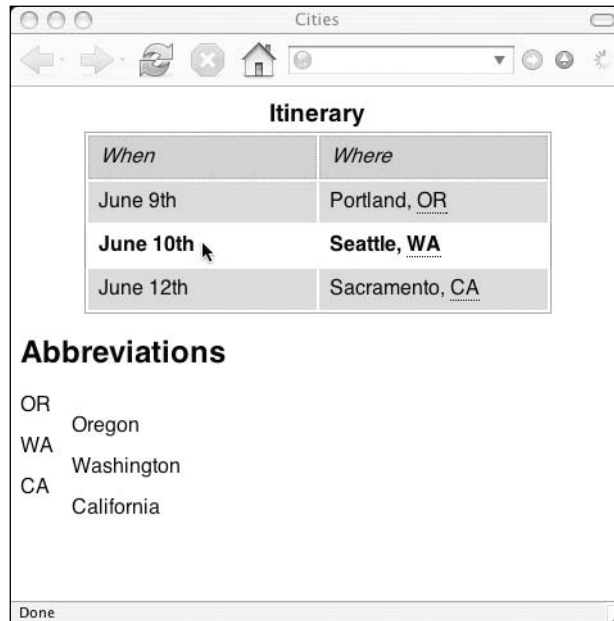 Cities
Itinerary
When Where
June 9th Portland, OR
June 10th Seattle, WA
June 12th Sacramento, CA
Abbreviations
OR
Oregon
WA
Washington
CA
California
Done